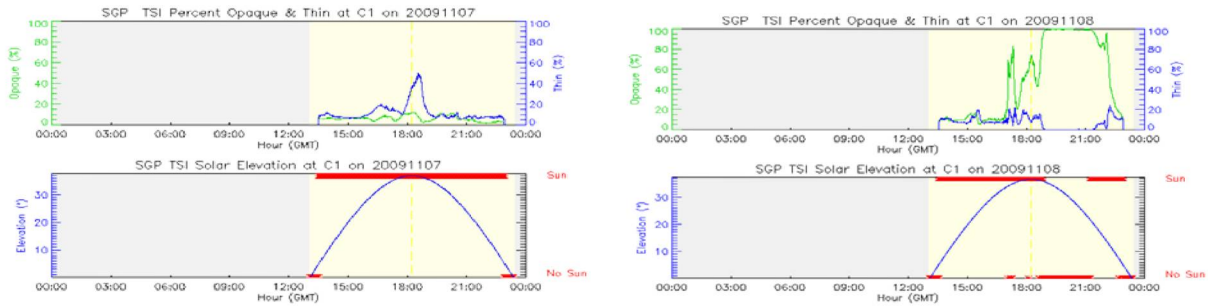 SGP TSI Percent Opaque & Thin at C1 on 20091107
100
80
60
40
20
0
Opaque (%)
100
80
60
40
20
0
Thin (%)
00:00 03:00 06:00 09:00 12:00 15:00 18:00 21:00 00:00
Hour (GMT)
SGP TSI Solar Elevation at C1 on 20091107
30
20
10
Elevation (°)
Sun
No Sun
00:00 03:00 06:00 09:00 12:00 15:00 18:00 21:00 00:00
Hour (GMT)
SGP TSI Percent Opaque & Thin at C1 on 20091108
100
80
60
40
20
0
Opaque (%)
100
80
60
40
20
0
Thin (%)
00:00 03:00 06:00 09:00 12:00 15:00 18:00 21:00 00:00
Hour (GMT)
SGP TSI Solar Elevation at C1 on 20091108
30
20
10
Elevation (°)
Sun
No Sun
00:00 03:00 06:00 09:00 12:00 15:00 18:00 21:00 00:00
Hour (GMT)